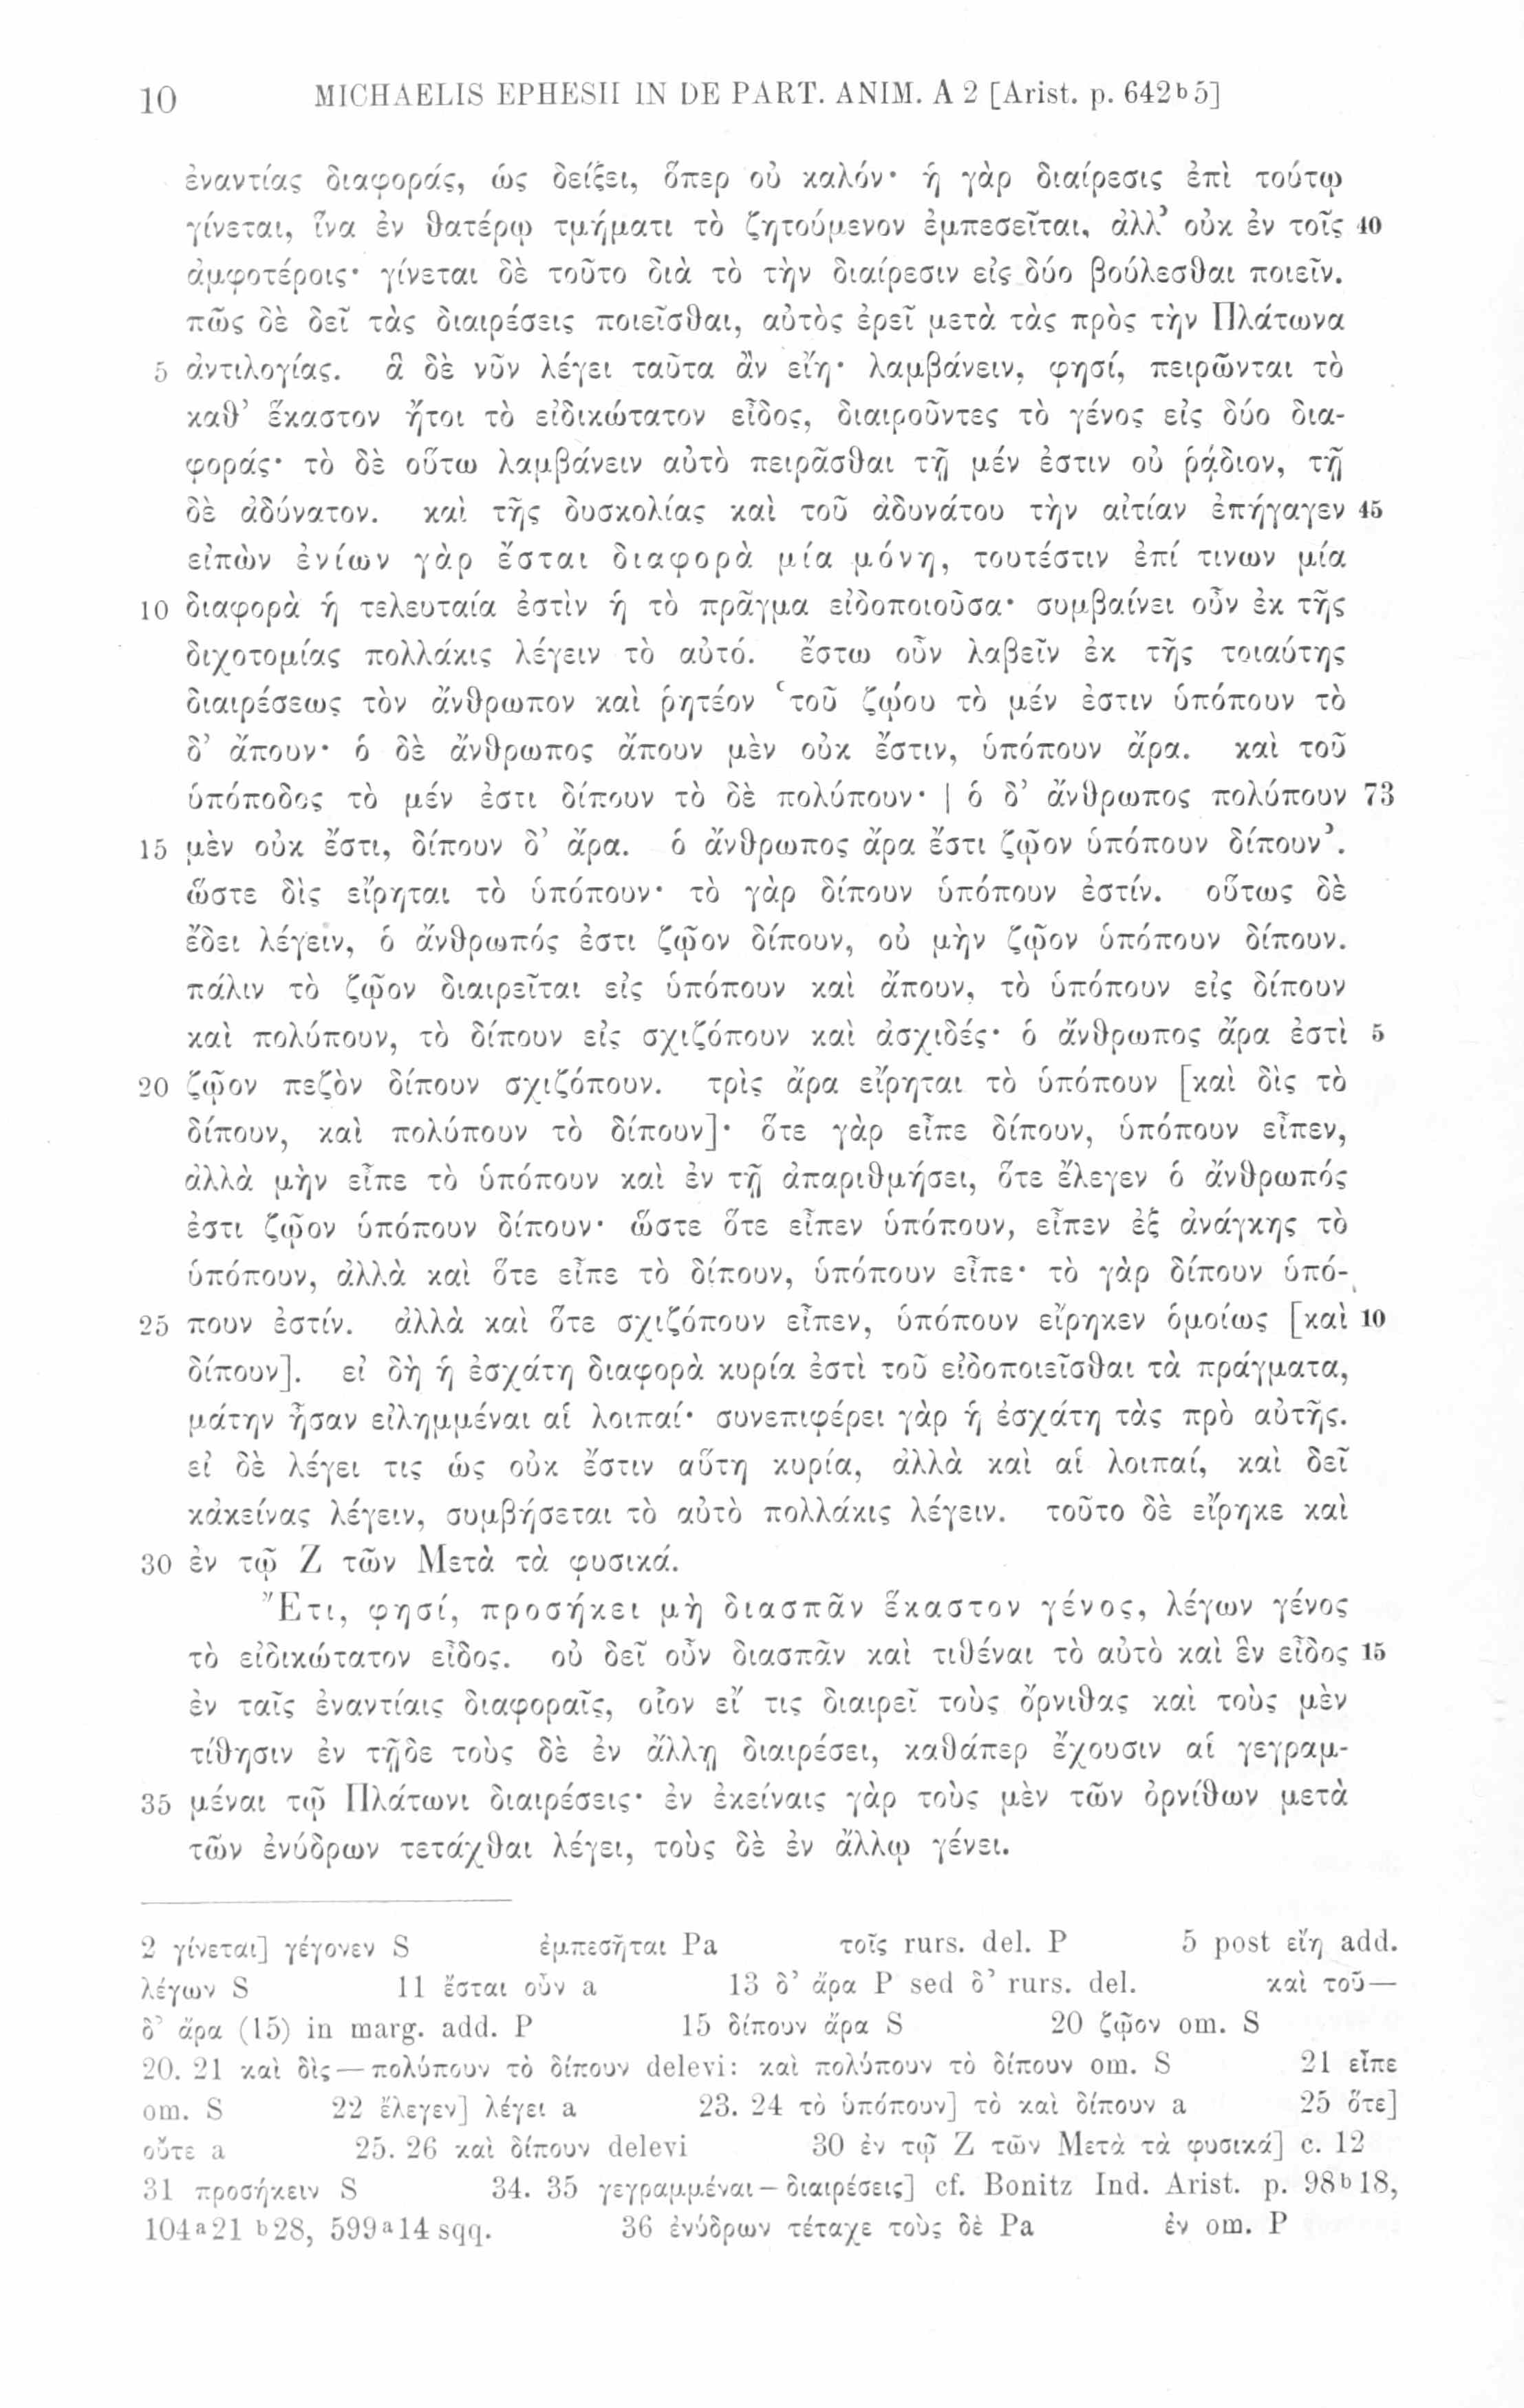 10 MICHAELIS EPHESII IN DE PART. ANIM. A 2 [Arist. p. 642ᵇ5]
ἐναντίας διαφοράς, ὡς δείξει, ὅπερ οὐ καλόν· ἡ γὰρ διαίρεσις ἐπὶ τούτῳ
γίνεται, ἵνα ἐν θατέρῳ τμήματι τὸ ζητούμενον ἐμπεσεῖται, ἀλλ’ οὐκ ἐν τοῖς 40
ἀμφοτέροις· γίνεται δὲ τοῦτο διὰ τὸ τὴν διαίρεσιν εἰς δύο βούλεσθαι ποιεῖν.
πῶς δὲ δεῖ τὰς διαιρέσεις ποιεῖσθαι, αὐτὸς ἐρεῖ μετὰ τὰς πρὸς τὴν Πλάτωνα
5 ἀντιλογίας. ἃ δὲ νῦν λέγει ταῦτα ἂν εἴη· λαμβάνειν, φησί, πειρῶνται τὸ
καθ’ ἕκαστον ἤτοι τὸ εἰδικώτατον εἶδος, διαιροῦντες τὸ γένος εἰς δύο δια-
φοράς· τὸ δὲ οὕτω λαμβάνειν αὐτὸ πειρᾶσθαι τῇ μέν ἐστιν οὐ ῥᾴδιον, τῇ
δὲ ἀδύνατον. καὶ τῆς δυσκολίας καὶ τοῦ ἀδυνάτου τὴν αἰτίαν ἐπήγαγεν 45
εἰπὼν ἐνίων γὰρ ἔσται διαφορὰ μία μόνη, τουτέστιν ἐπί τινων μία
10 διαφορὰ ἡ τελευταία ἐστὶν ἡ τὸ πρᾶγμα εἰδοποιοῦσα· συμβαίνει οὖν ἐκ τῆς
διχοτομίας πολλάκις λέγειν τὸ αὐτό. ἔστω οὖν λαβεῖν ἐκ τῆς τοιαύτης
διαιρέσεως τὸν ἄνθρωπον καὶ ῥητέον ‘τοῦ ζῴου τὸ μέν ἐστιν ὑπόπουν τὸ
δ’ ἄπουν· ὁ δὲ ἄνθρωπος ἄπουν μὲν οὐκ ἔστιν, ὑπόπουν ἄρα. καὶ τοῦ
ὑπόποδος τὸ μέν ἐστι δίπουν τὸ δὲ πολύπουν· | ὁ δ’ ἄνθρωπος πολύπουν 73
15 μὲν οὐκ ἔστι, δίπουν δ’ ἄρα. ὁ ἄνθρωπος ἄρα ἔστι ζῷον ὑπόπουν δίπουν’.
ὥστε δὶς εἴρηται τὸ ὑπόπουν· τὸ γὰρ δίπουν ὑπόπουν ἐστίν. οὕτως δὲ
ἔδει λέγειν, ὁ ἄνθρωπός ἐστι ζῷον δίπουν, οὐ μὴν ζῷον ὑπόπουν δίπουν.
πάλιν τὸ ζῷον διαιρεῖται εἰς ὑπόπουν καὶ ἄπουν, τὸ ὑπόπουν εἰς δίπουν
καὶ πολύπουν, τὸ δίπουν εἰς σχιζόπουν καὶ ἀσχιδές· ὁ ἄνθρωπος ἄρα ἐστὶ 5
20 ζῷον πεζὸν δίπουν σχιζόπουν. τρὶς ἄρα εἴρηται τὸ ὑπόπουν [καὶ δὶς τὸ
δίπουν, καὶ πολύπουν τὸ δίπουν]· ὅτε γὰρ εἶπε δίπουν, ὑπόπουν εἶπεν,
ἀλλὰ μὴν εἶπε τὸ ὑπόπουν καὶ ἐν τῇ ἀπαριθμήσει, ὅτε ἔλεγεν ὁ ἄνθρωπός
ἐστι ζῷον ὑπόπουν δίπουν· ὥστε ὅτε εἶπεν ὑπόπουν, εἶπεν ἐξ ἀνάγκης τὸ
ὑπόπουν, ἀλλὰ καὶ ὅτε εἶπε τὸ δίπουν, ὑπόπουν εἶπε· τὸ γὰρ δίπουν ὑπό-
25 πουν ἐστίν. ἀλλὰ καὶ ὅτε σχιζόπουν εἶπεν, ὑπόπουν εἴρηκεν ὁμοίως [καὶ 10
δίπουν]. εἰ δὴ ἡ ἐσχάτη διαφορὰ κυρία ἐστὶ τοῦ εἰδοποιεῖσθαι τὰ πράγματα,
μάτην ἦσαν εἰλημμέναι αἱ λοιπαί· συνεπιφέρει γὰρ ἡ ἐσχάτη τὰς πρὸ αὐτῆς.
εἰ δὲ λέγει τις ὡς οὐκ ἔστιν αὕτη κυρία, ἀλλὰ καὶ αἱ λοιπαί, καὶ δεῖ
κἀκείνας λέγειν, συμβήσεται τὸ αὐτὸ πολλάκις λέγειν. τοῦτο δὲ εἴρηκε καὶ
30 ἐν τῷ Ζ τῶν Μετὰ τὰ φυσικά.
Ἔτι, φησί, προσήκει μὴ διασπᾶν ἕκαστον γένος, λέγων γένος
τὸ εἰδικώτατον εἶδος. οὐ δεῖ οὖν διασπᾶν καὶ τιθέναι τὸ αὐτὸ καὶ ἓν εἶδος 15
ἐν ταῖς ἐναντίαις διαφοραῖς, οἷον εἴ τις διαιρεῖ τοὺς ὄρνιθας καὶ τοὺς μὲν
τίθησιν ἐν τῇδε τοὺς δὲ ἐν ἄλλῃ διαιρέσει, καθάπερ ἔχουσιν αἱ γεγραμ-
35 μέναι τῷ Πλάτωνι διαιρέσεις· ἐν ἐκείναις γὰρ τοὺς μὲν τῶν ὀρνίθων μετὰ
τῶν ἐνύδρων τετάχθαι λέγει, τοὺς δὲ ἐν ἄλλῳ γένει.
2 γίνεται] γέγονεν S ἐμπεσῆται Pa τοῖς rurs. del. P 5 post εἴη add.
λέγων S 11 ἔσται οὖν a 13 δ’ ἄρα P sed δ’ rurs. del. καὶ τοῦ—
δ’ ἄρα (15) in marg. add. P 15 δίπουν ἄρα S 20 ζῷον om. S
20. 21 καὶ δὶς—πολύπουν τὸ δίπουν delevi: καὶ πολύπουν τὸ δίπουν om. S 21 εἶπε
om. S 22 ἔλεγεν] λέγει a 23. 24 τὸ ὑπόπουν] τὸ καὶ δίπουν a 25 ὅτε]
οὔτε a 25. 26 καὶ δίπουν delevi 30 ἐν τῷ Ζ τῶν Μετὰ τὰ φυσικά] c. 12
31 προσήκειν S 34. 35 γεγραμμέναι—διαιρέσεις] cf. Bonitz Ind. Arist. p. 98ᵇ18,
104ᵃ21 ᵇ28, 599ᵃ14 sqq. 36 ἐνύδρων τέταχε τοὺς δὲ Pa ἐν om. P